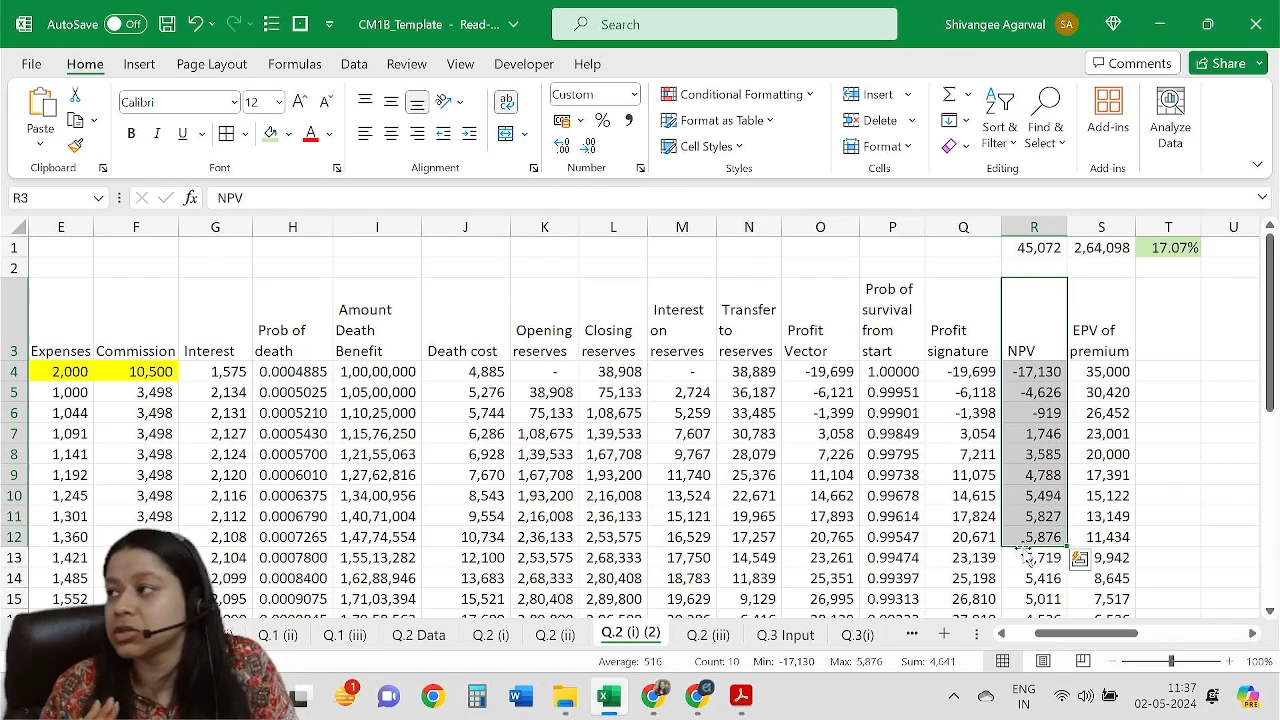 AutoSave Off CM1B_Template - Read-... Search Shivangee Agarwal SA
File Home Insert Page Layout Formulas Data Review View Developer Help Comments Share
Paste Calibri 12 Custom Conditional Formatting Insert Sort & Filter Find & Select Add-ins Analyze Data
B I U Format as Table Delete
Cell Styles Format
Clipboard Font Alignment Number Styles Cells Editing Add-ins
R3 fx NPV
E F G H I J K L M N O P Q R S T U
1 45,072 2,64,098 17.07%
2
3 Expenses Commission Interest Prob of death Amount Death Benefit Death cost Opening reserves Closing reserves Interest on reserves Transfer to reserves Profit Vector Prob of survival from start Profit signature NPV EPV of premium
4 2,000 10,500 1,575 0.0004885 1,00,00,000 4,885 - 38,908 - 38,889 -19,699 1.00000 -19,699 -17,130 35,000
5 1,000 3,498 2,134 0.0005025 1,05,00,000 5,276 38,908 75,133 2,724 36,187 -6,121 0.99951 -6,118 -4,626 30,420
6 1,044 3,498 2,131 0.0005210 1,10,25,000 5,744 75,133 1,08,675 5,259 33,485 -1,399 0.99901 -1,398 -919 26,452
7 1,091 3,498 2,127 0.0005430 1,15,76,250 6,286 1,08,675 1,39,533 7,607 30,783 3,058 0.99849 3,054 1,746 23,001
8 1,141 3,498 2,124 0.0005700 1,21,55,063 6,928 1,39,533 1,67,708 9,767 28,079 7,226 0.99795 7,211 3,585 20,000
9 1,192 3,498 2,120 0.0006010 1,27,62,816 7,670 1,67,708 1,93,200 11,740 25,376 11,104 0.99738 11,075 4,788 17,391
10 1,245 3,498 2,116 0.0006375 1,34,00,956 8,543 1,93,200 2,16,008 13,524 22,671 14,662 0.99678 14,615 5,494 15,122
11 1,301 3,498 2,112 0.0006790 1,40,71,004 9,554 2,16,008 2,36,133 15,121 19,965 17,893 0.99614 17,824 5,827 13,149
12 1,360 3,498 2,108 0.0007265 1,47,74,554 10,734 2,36,133 2,53,575 16,529 17,257 20,765 0.99547 20,671 5,876 11,434
13 1,421 2,104 0.0007800 1,55,13,282 12,100 2,53,575 2,68,333 17,750 14,549 23,261 0.99474 23,139 9,942
14 1,485 2,099 0.0008400 1,62,88,946 13,683 2,68,333 2,80,408 18,783 11,839 25,351 0.99397 25,198 5,416 8,645
15 1,552 1,71,03,394 15,521 2,80,408 2,89,800 19,629 9,129 26,995 0.99313 26,810 5,011 7,517
Q.1 (ii) Q.1 (iii) Q.2 Data Q.2 (i) Q.2 (ii) Q.2 (i) (2) Q.2 (iii) Q.3 Input Q.3(i)
Average: 516 Count: 10 Min: -17,130 Max: 5,876 Sum: 4,641 100%
ENG IN 11:37 02-05-2024